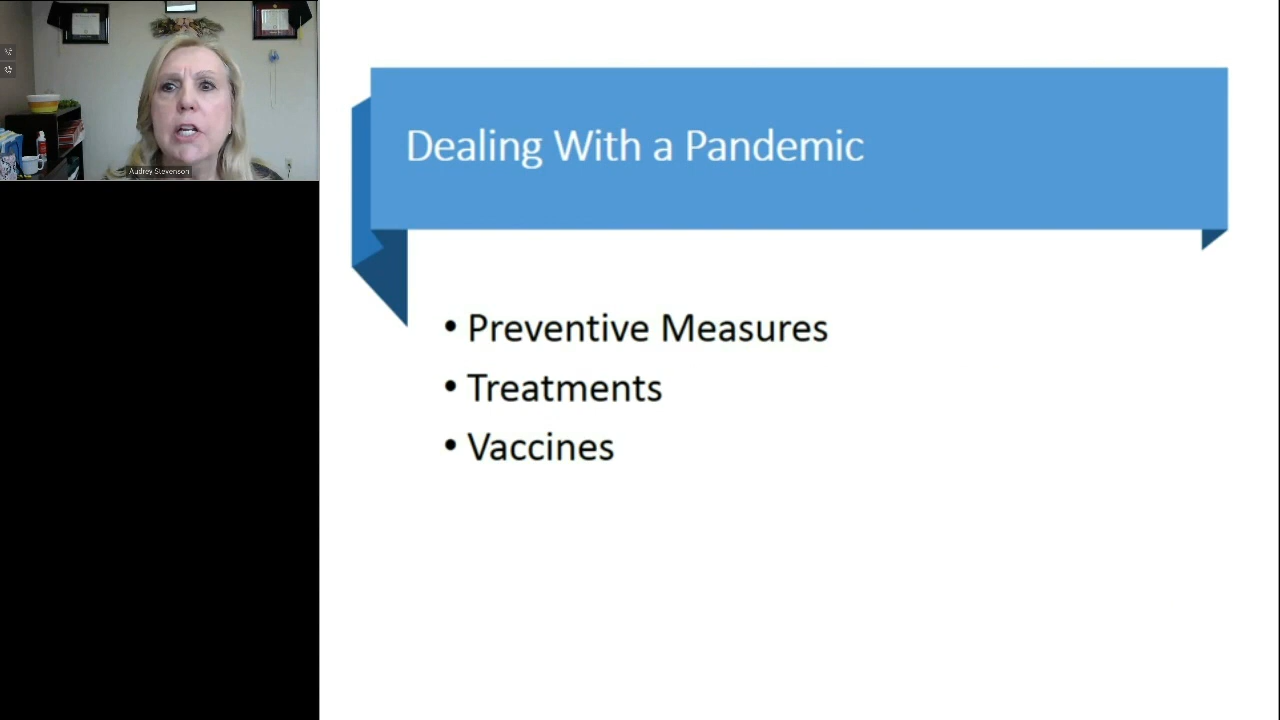 Audrey Stevenson
Dealing With a Pandemic
• Preventive Measures
• Treatments
• Vaccines